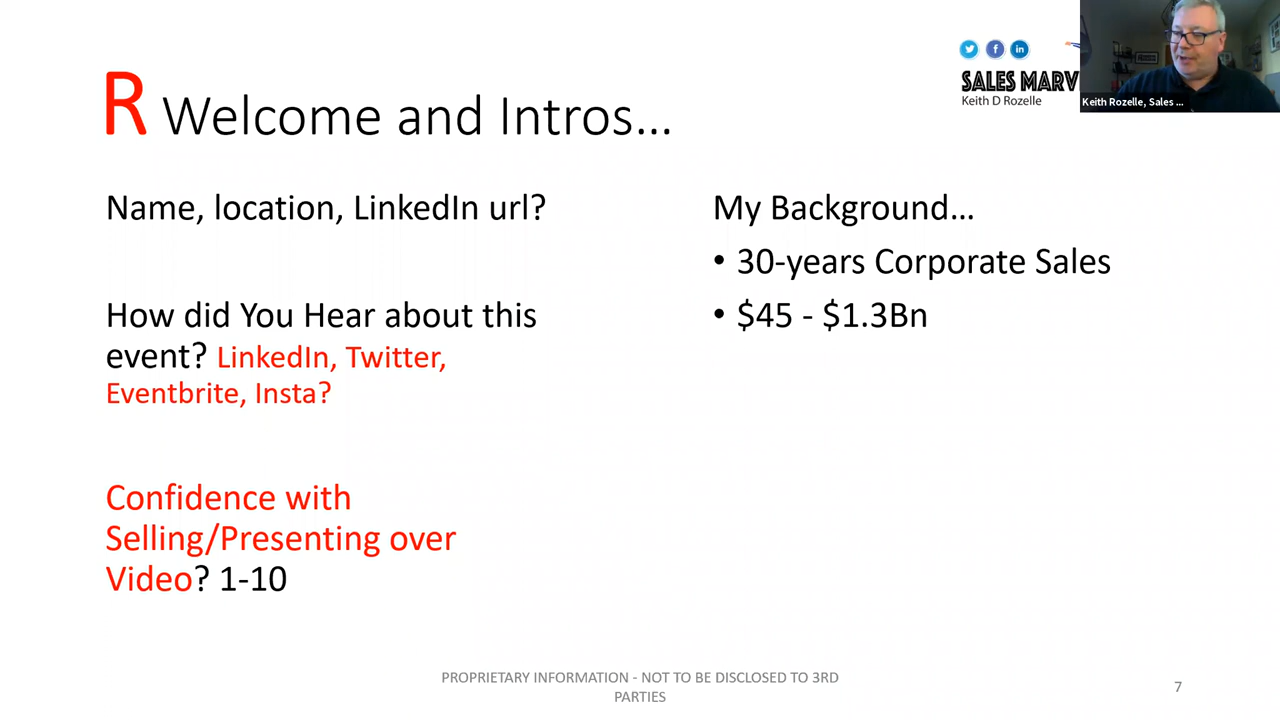 R Welcome and Intros...
SALES MARV
Keith D Rozelle
Keith Rozelle, Sales ...
Name, location, LinkedIn url?
How did You Hear about this
event? LinkedIn, Twitter,
Eventbrite, Insta?
Confidence with
Selling/Presenting over
Video? 1-10
My Background...
• 30-years Corporate Sales
• $45 - $1.3Bn
PROPRIETARY INFORMATION - NOT TO BE DISCLOSED TO 3RD
PARTIES
7